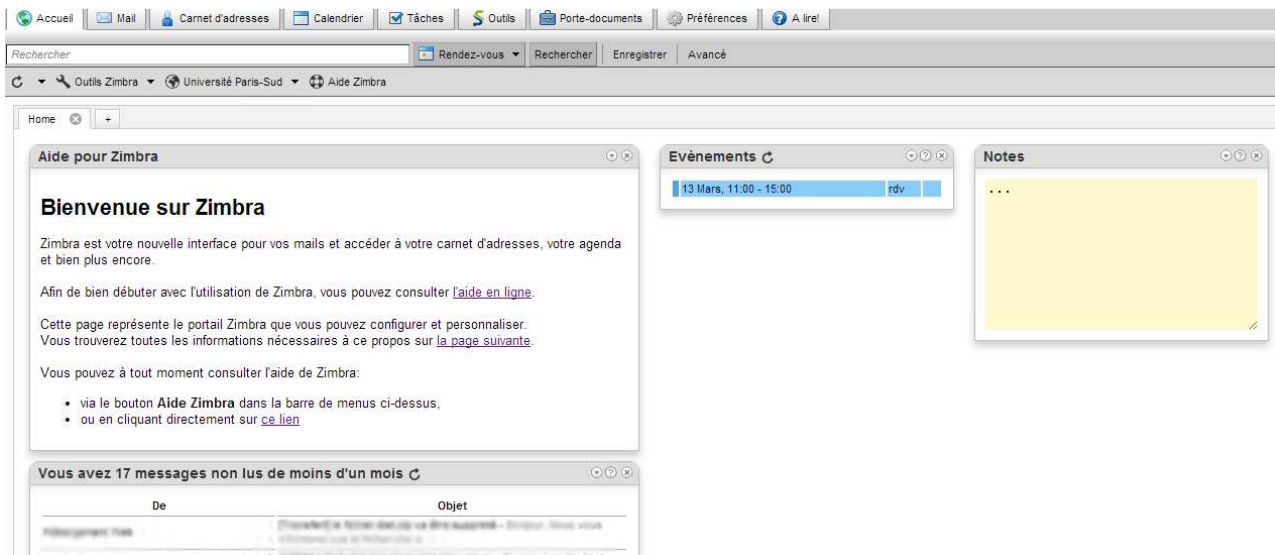 Accueil Mail Carnet d'adresses Calendrier Tâches Outils Porte-documents Préférences A lire!
Rechercher Rendez-vous Rechercher Enregistrer Avancé
Outils Zimbra Université Paris-Sud Aide Zimbra
Home +
Aide pour Zimbra
Bienvenue sur Zimbra
Zimbra est votre nouvelle interface pour vos mails et accéder à votre carnet d'adresses, votre agenda
et bien plus encore.
Afin de bien débuter avec l'utilisation de Zimbra, vous pouvez consulter l'aide en ligne.
Cette page représente le portail Zimbra que vous pouvez configurer et personnaliser.
Vous trouverez toutes les informations nécessaires à ce propos sur la page suivante.
Vous pouvez à tout moment consulter l'aide de Zimbra:
• via le bouton Aide Zimbra dans la barre de menus ci-dessus,
• ou en cliquant directement sur ce lien
Evènements
13 Mars, 11:00 - 15:00 rdv
Notes
...
Vous avez 17 messages non lus de moins d'un mois
De Objet